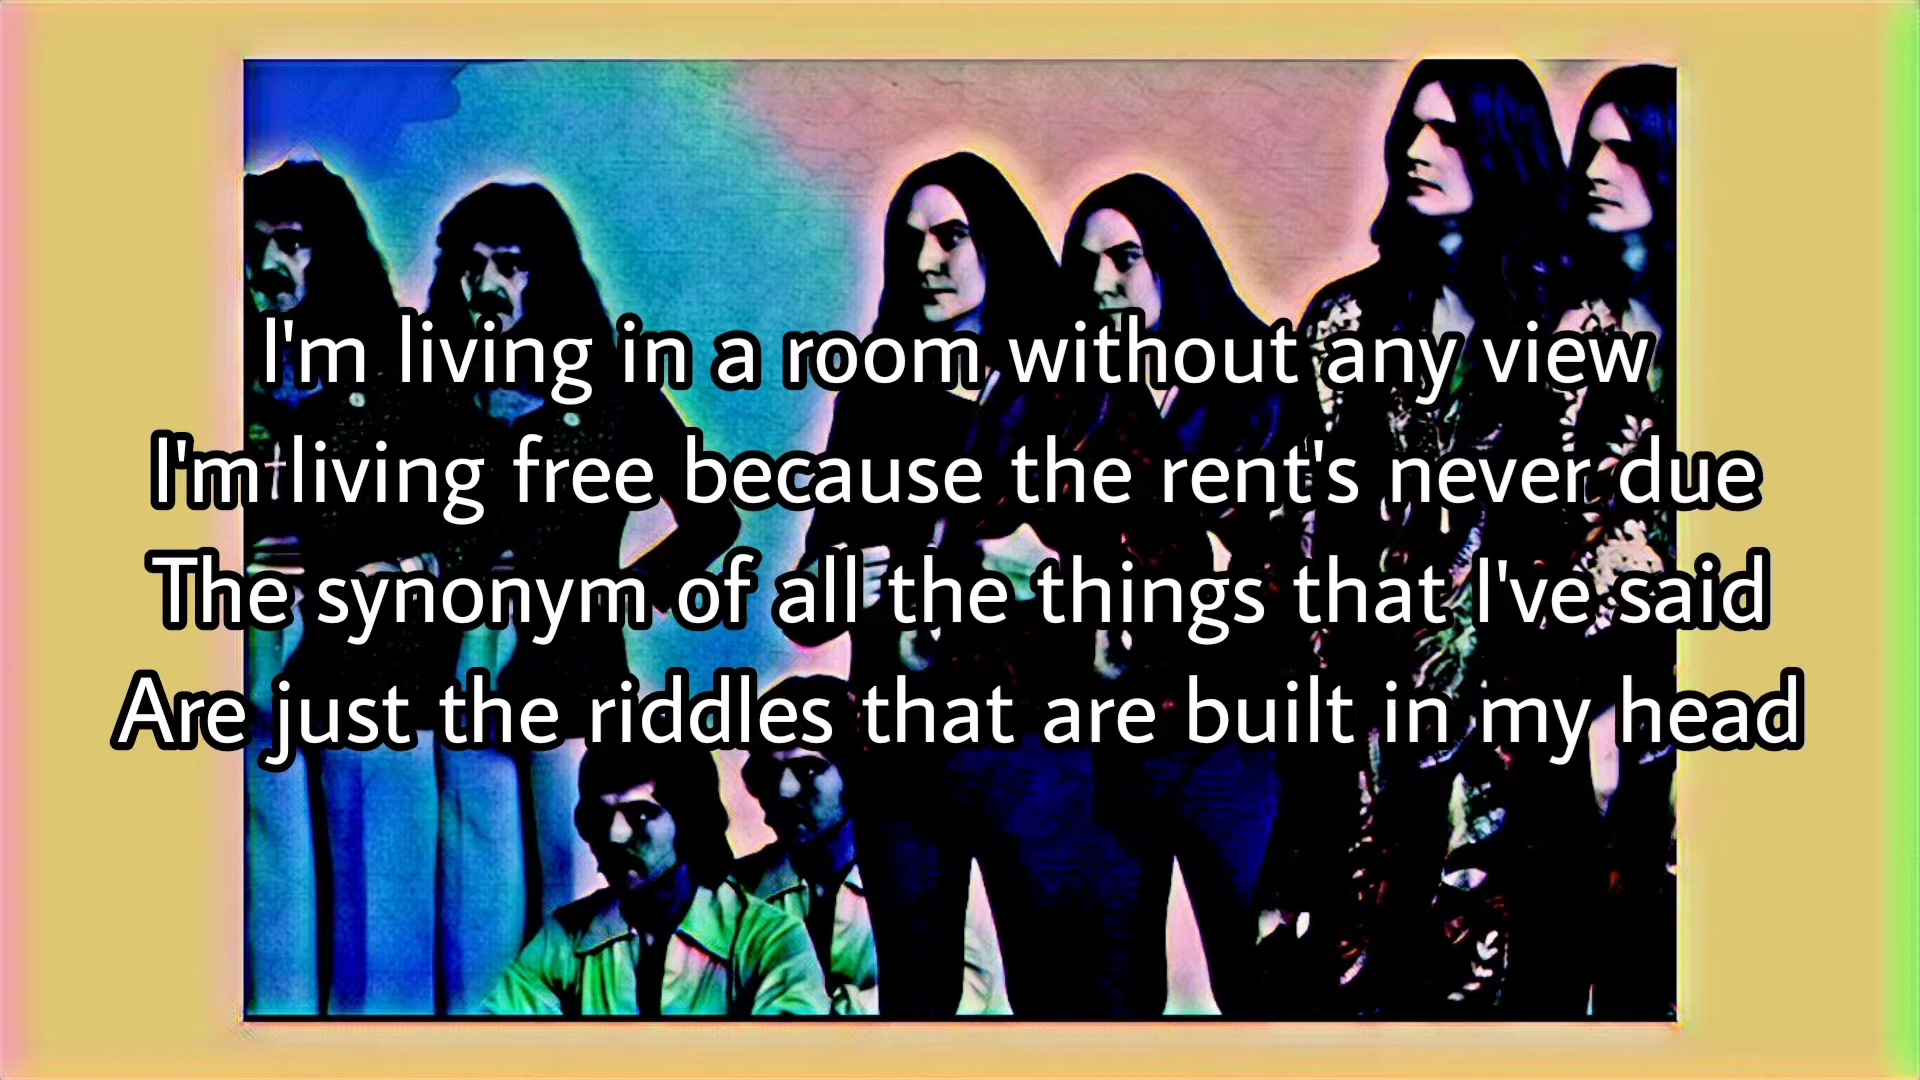 I'm living in a room without any view
I'm living free because the rent's never due
The synonym of all the things that I've said
Are just the riddles that are built in my head